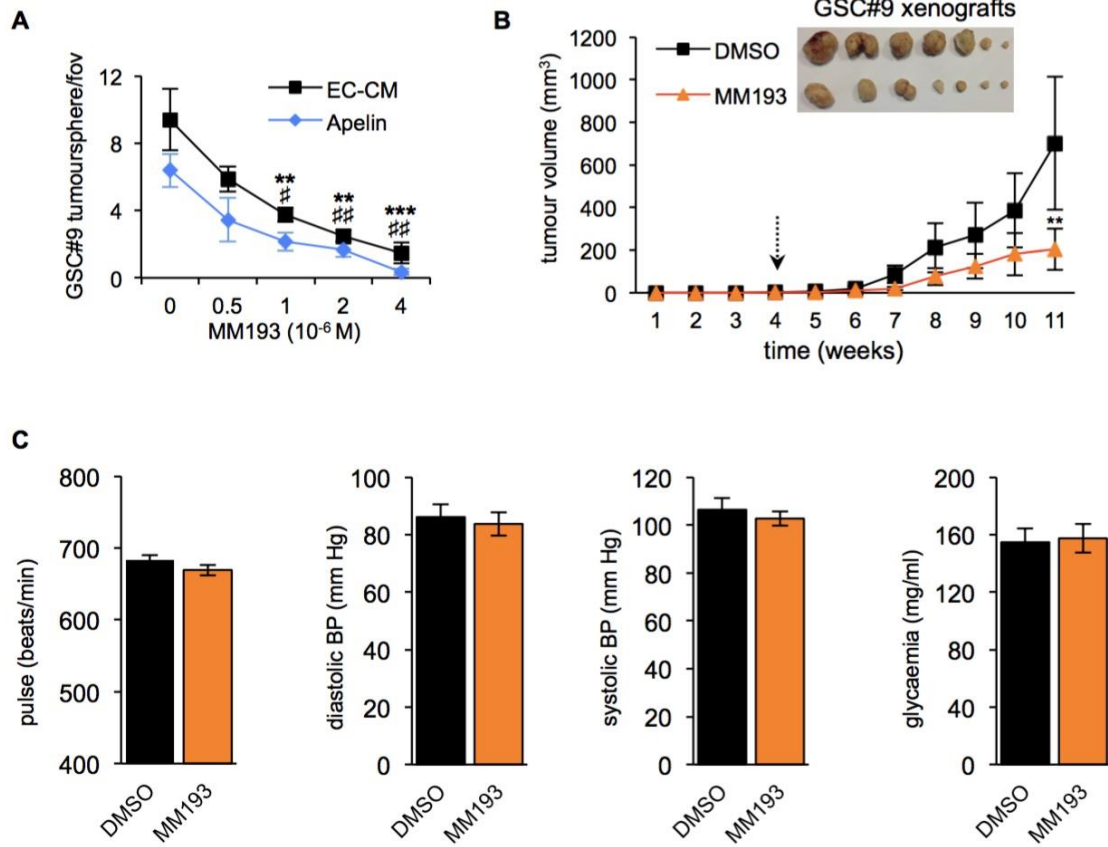 A
12
8
4
0
GSC#9 tumoursphere/fov
EC-CM
Apelin
**
♯
**
♯♯
***
♯♯
0 0.5 1 2 4
MM193 (10-6 M)
B
GSC#9 xenografts
1200
1000
800
600
400
200
0
tumour volume (mm3)
DMSO
MM193
**
1 2 3 4 5 6 7 8 9 10 11
time (weeks)
C
800
700
600
500
400
pulse (beats/min)
DMSO
MM193
100
80
60
40
20
0
diastolic BP (mm Hg)
DMSO
MM193
120
100
80
60
40
20
0
systolic BP (mm Hg)
DMSO
MM193
200
160
120
80
40
0
glycaemia (mg/ml)
DMSO
MM193